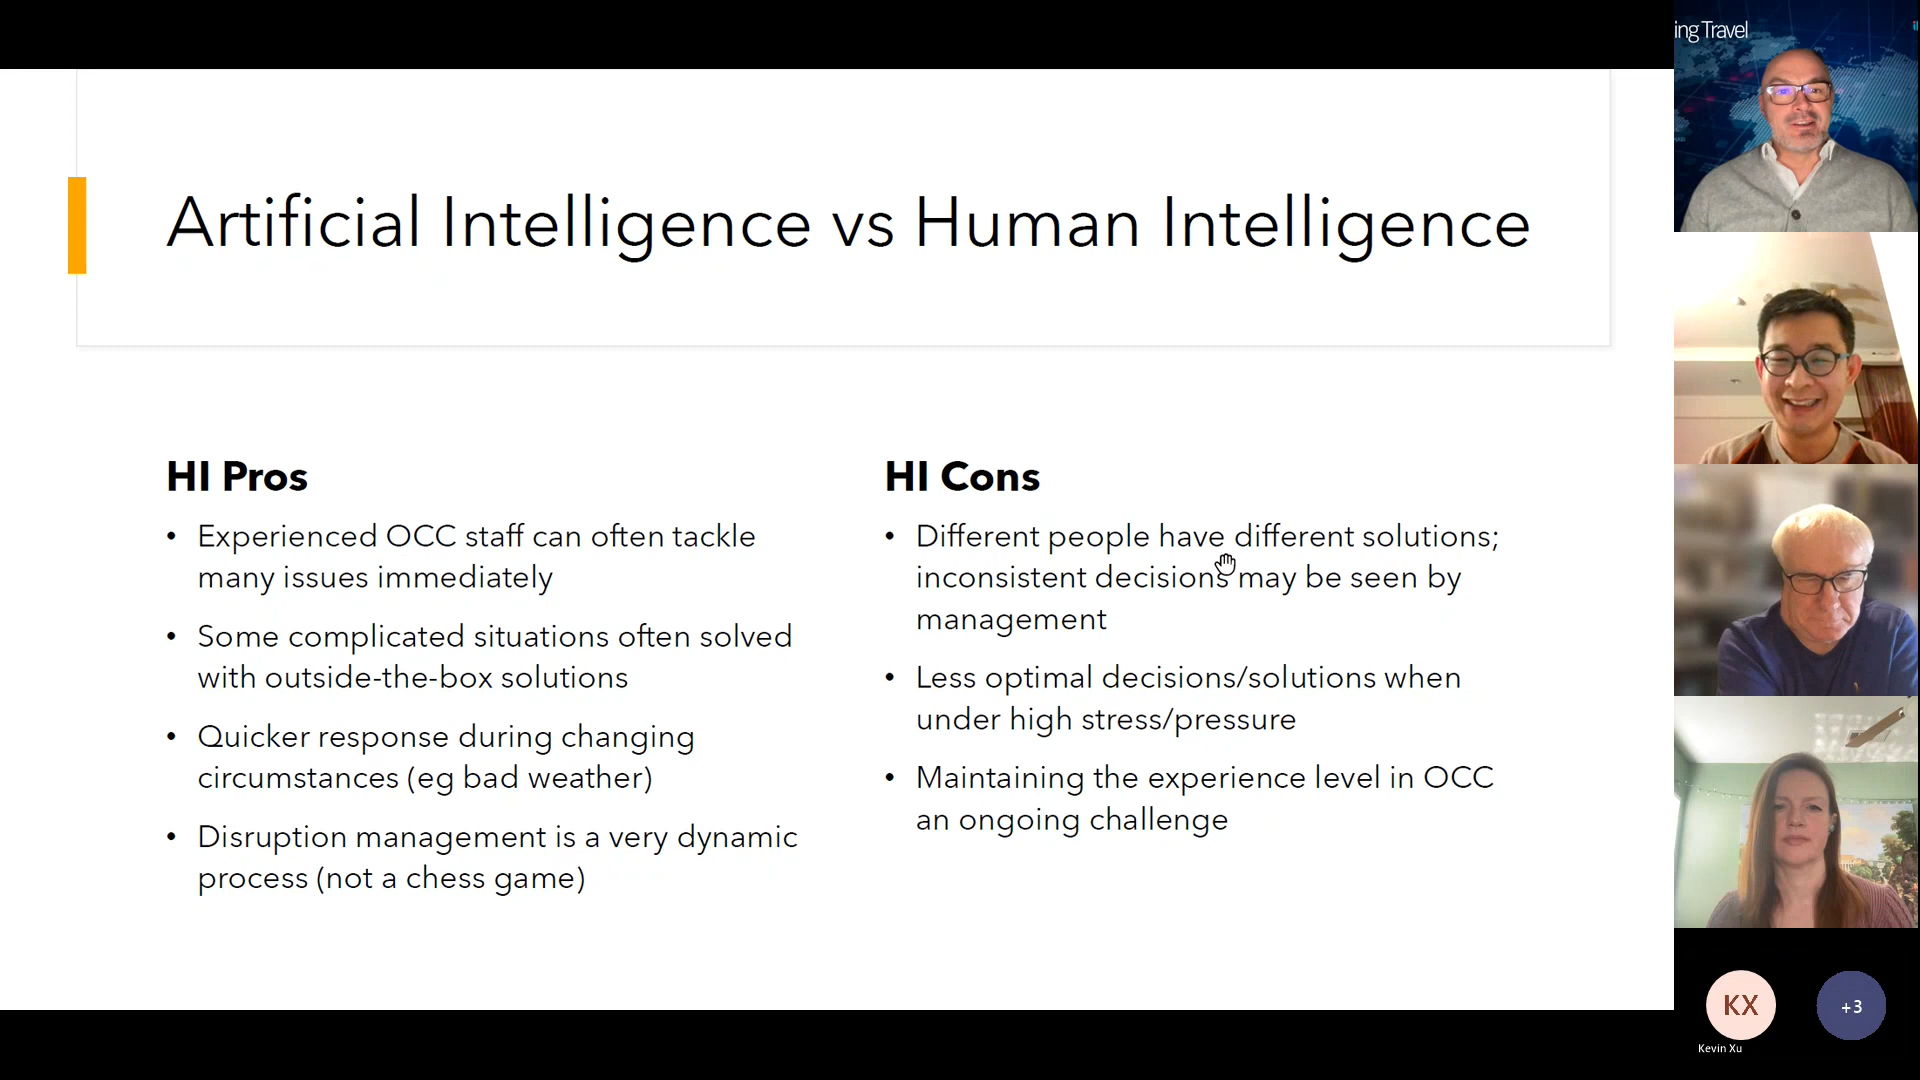 ing Travel
Artificial Intelligence vs Human Intelligence
HI Pros
• Experienced OCC staff can often tackle
many issues immediately
• Some complicated situations often solved
with outside-the-box solutions
• Quicker response during changing
circumstances (eg bad weather)
• Disruption management is a very dynamic
process (not a chess game)
HI Cons
• Different people have different solutions;
inconsistent decisions may be seen by
management
• Less optimal decisions/solutions when
under high stress/pressure
• Maintaining the experience level in OCC
an ongoing challenge
KX
+3
Kevin Xu